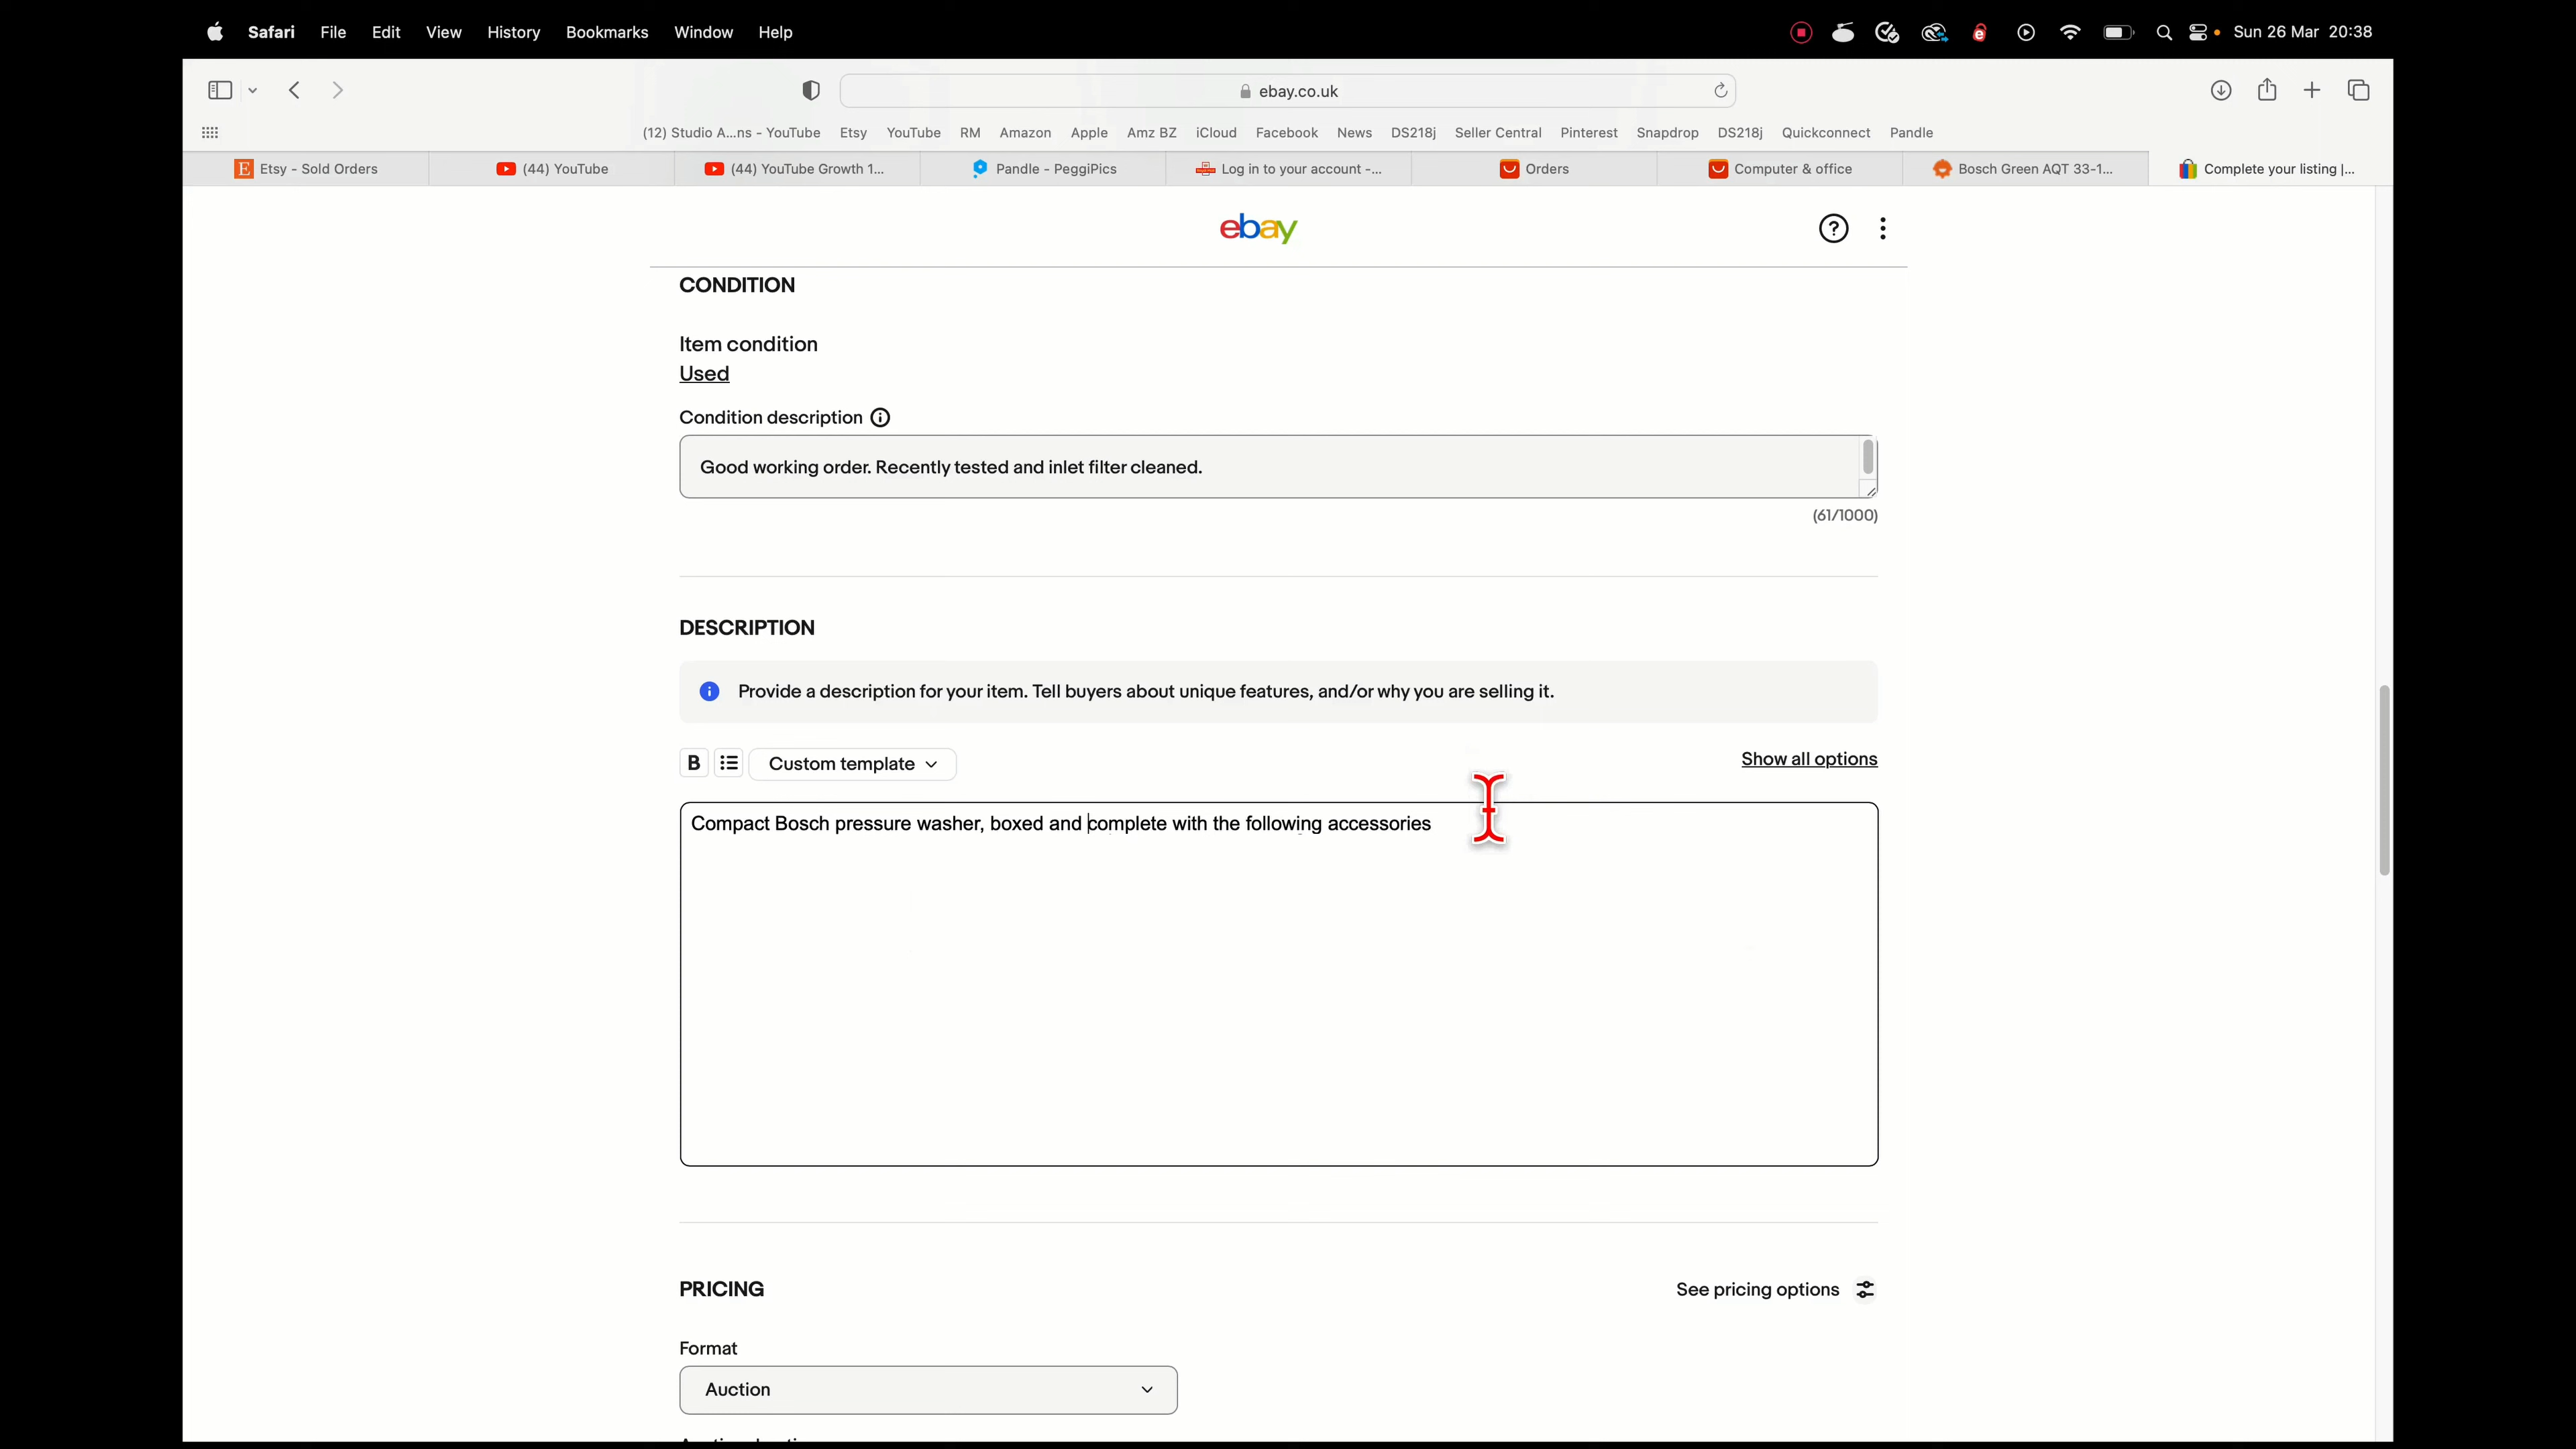 Safari File Edit View History Bookmarks Window Help Sun 26 Mar 20:38
ebay.co.uk
(12) Studio A...ns - YouTube Etsy YouTube RM Amazon Apple Amz BZ iCloud Facebook News DS218j Seller Central Pinterest Snapdrop DS218j Quickconnect Pandle
Etsy - Sold Orders (44) YouTube (44) YouTube Growth 1... Pandle - PeggiPics Log in to your account -... Orders Computer & office Bosch Green AQT 33-1... Complete your listing |...
ebay
CONDITION
Item condition
Used
Condition description
Good working order. Recently tested and inlet filter cleaned.
(61/1000)
DESCRIPTION
Provide a description for your item. Tell buyers about unique features, and/or why you are selling it.
B Custom template Show all options
Compact Bosch pressure washer, boxed and complete with the following accessories
PRICING See pricing options
Format
Auction